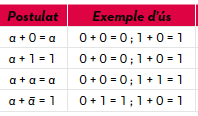 Postulat Exemple d'ús
a + 0 = a 0 + 0 = 0 ; 1 + 0 = 1
a + 1 = 1 0 + 0 = 0 ; 1 + 0 = 1
a + a = a 0 + 0 = 0 ; 1 + 1 = 1
a + a̅ = 1 0 + 1 = 1 ; 1 + 0 = 1